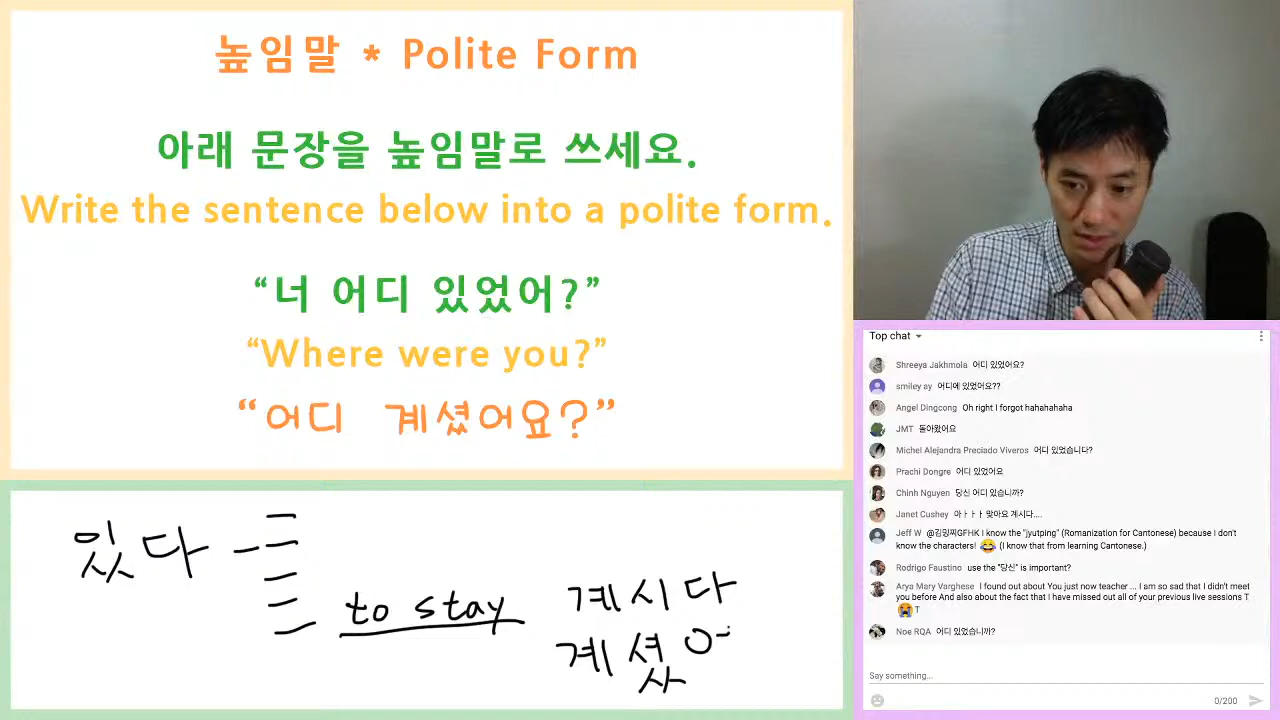 높임말 * Polite Form
아래 문장을 높임말로 쓰세요.
Write the sentence below into a polite form.
“너 어디 있었어?”
“Where were you?”
“어디 계셨어요?”
있다
to stay
계시다
계셨어
Top chat
Shreeya Jakhmola 어디 있었어요?
smiley ay 어디에 있었어요??
Angel Dingcong Oh right I forgot hahahahaha
JMT 돌아왔어요
Michel Alejandra Preciado Viveros 어디 있었습니다?
Prachi Dongre 어디 있었어요
Chinh Nguyen 당신 어디 있습니까?
Janet Cushey 아ㅏㅏㅏ 맞아요 계시다....
Jeff W @김밍찌GFHK I know the "jyutping" (Romanization for Cantonese) because I don't
know the characters! 😂 (I know that from learning Cantonese.)
Rodrigo Faustino use the "당신" is important?
Arya Mary Varghese I found out about You just now teacher ... I am so sad that I didn't meet
you before And also about the fact that I have missed out all of your previous live sessions T
😭 T
Noe RQA 어디 있었습니까?
Say something...
0/200